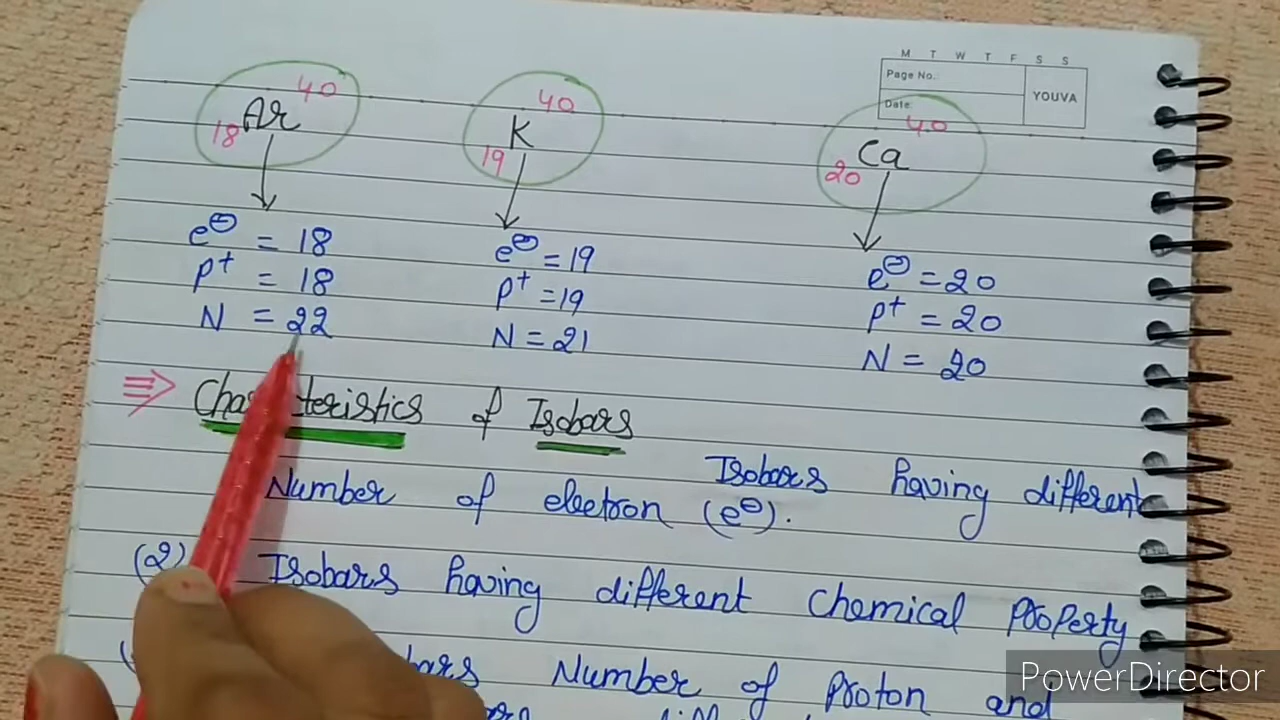 M T W T F S S
Page No.:
Date:
YOUVA
40 40 40
18 Ar 19 K 20 Ca
e⊖ = 18 e⊖ = 19 e⊖ = 20
P+ = 18 P+ = 19 P+ = 20
N = 22 N = 21 N = 20
⇒ of Isobars
Isobars having different
Number of electron (e⊖).
(2) Isobars having different Chemical Property
Number of Proton and
PowerDirector